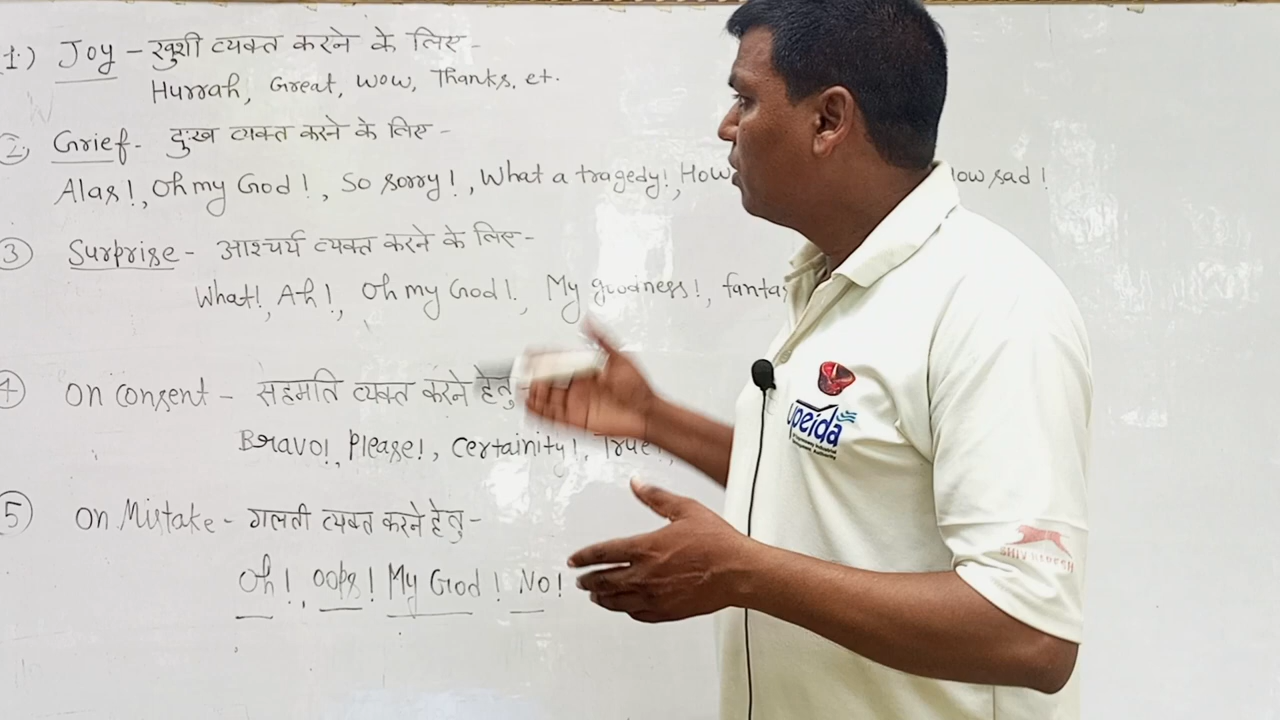 (1) Joy - खुशी व्यक्त करने के लिए -
Hurrah, Great, Wow, Thanks, et.
2 Grief - दुःख व्यक्त करने के लिए -
Alas!, Oh my God!, So sorry!, What a tragedy!, How sad!
3 Surprise - आश्चर्य व्यक्त करने के लिए -
What!, Ah!, Oh my God!, My goodness!, fantas
4 on consent - सहमति व्यक्त करने हेतु -
Bravo!, Please!, Certainity!, True!,
5 on Mistake - गलती व्यक्त करने हेतु -
Oh!, oops! My God! No!
upeida
SHIV NARESH